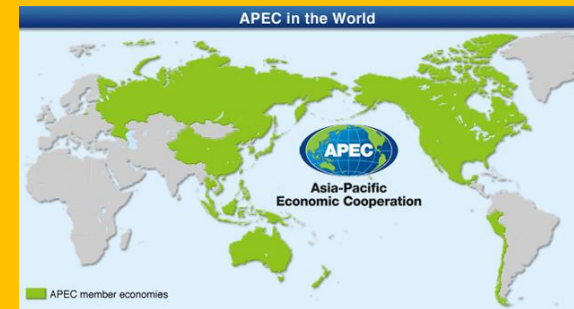 APEC in the World
APEC
Asia-Pacific
Economic Cooperation
APEC member economies